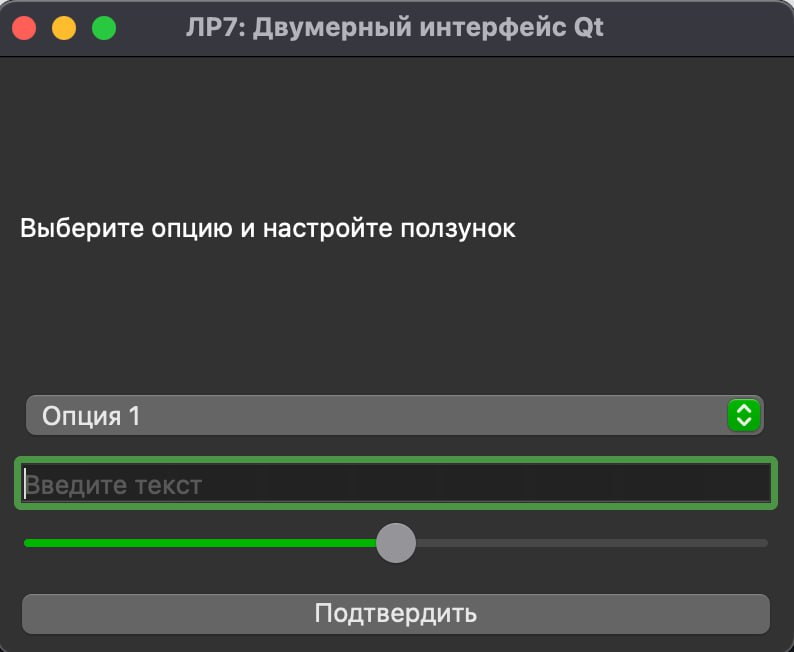 ЛР7: Двумерный интерфейс Qt
Выберите опцию и настройте ползунок
Опция 1
Введите текст
Подтвердить